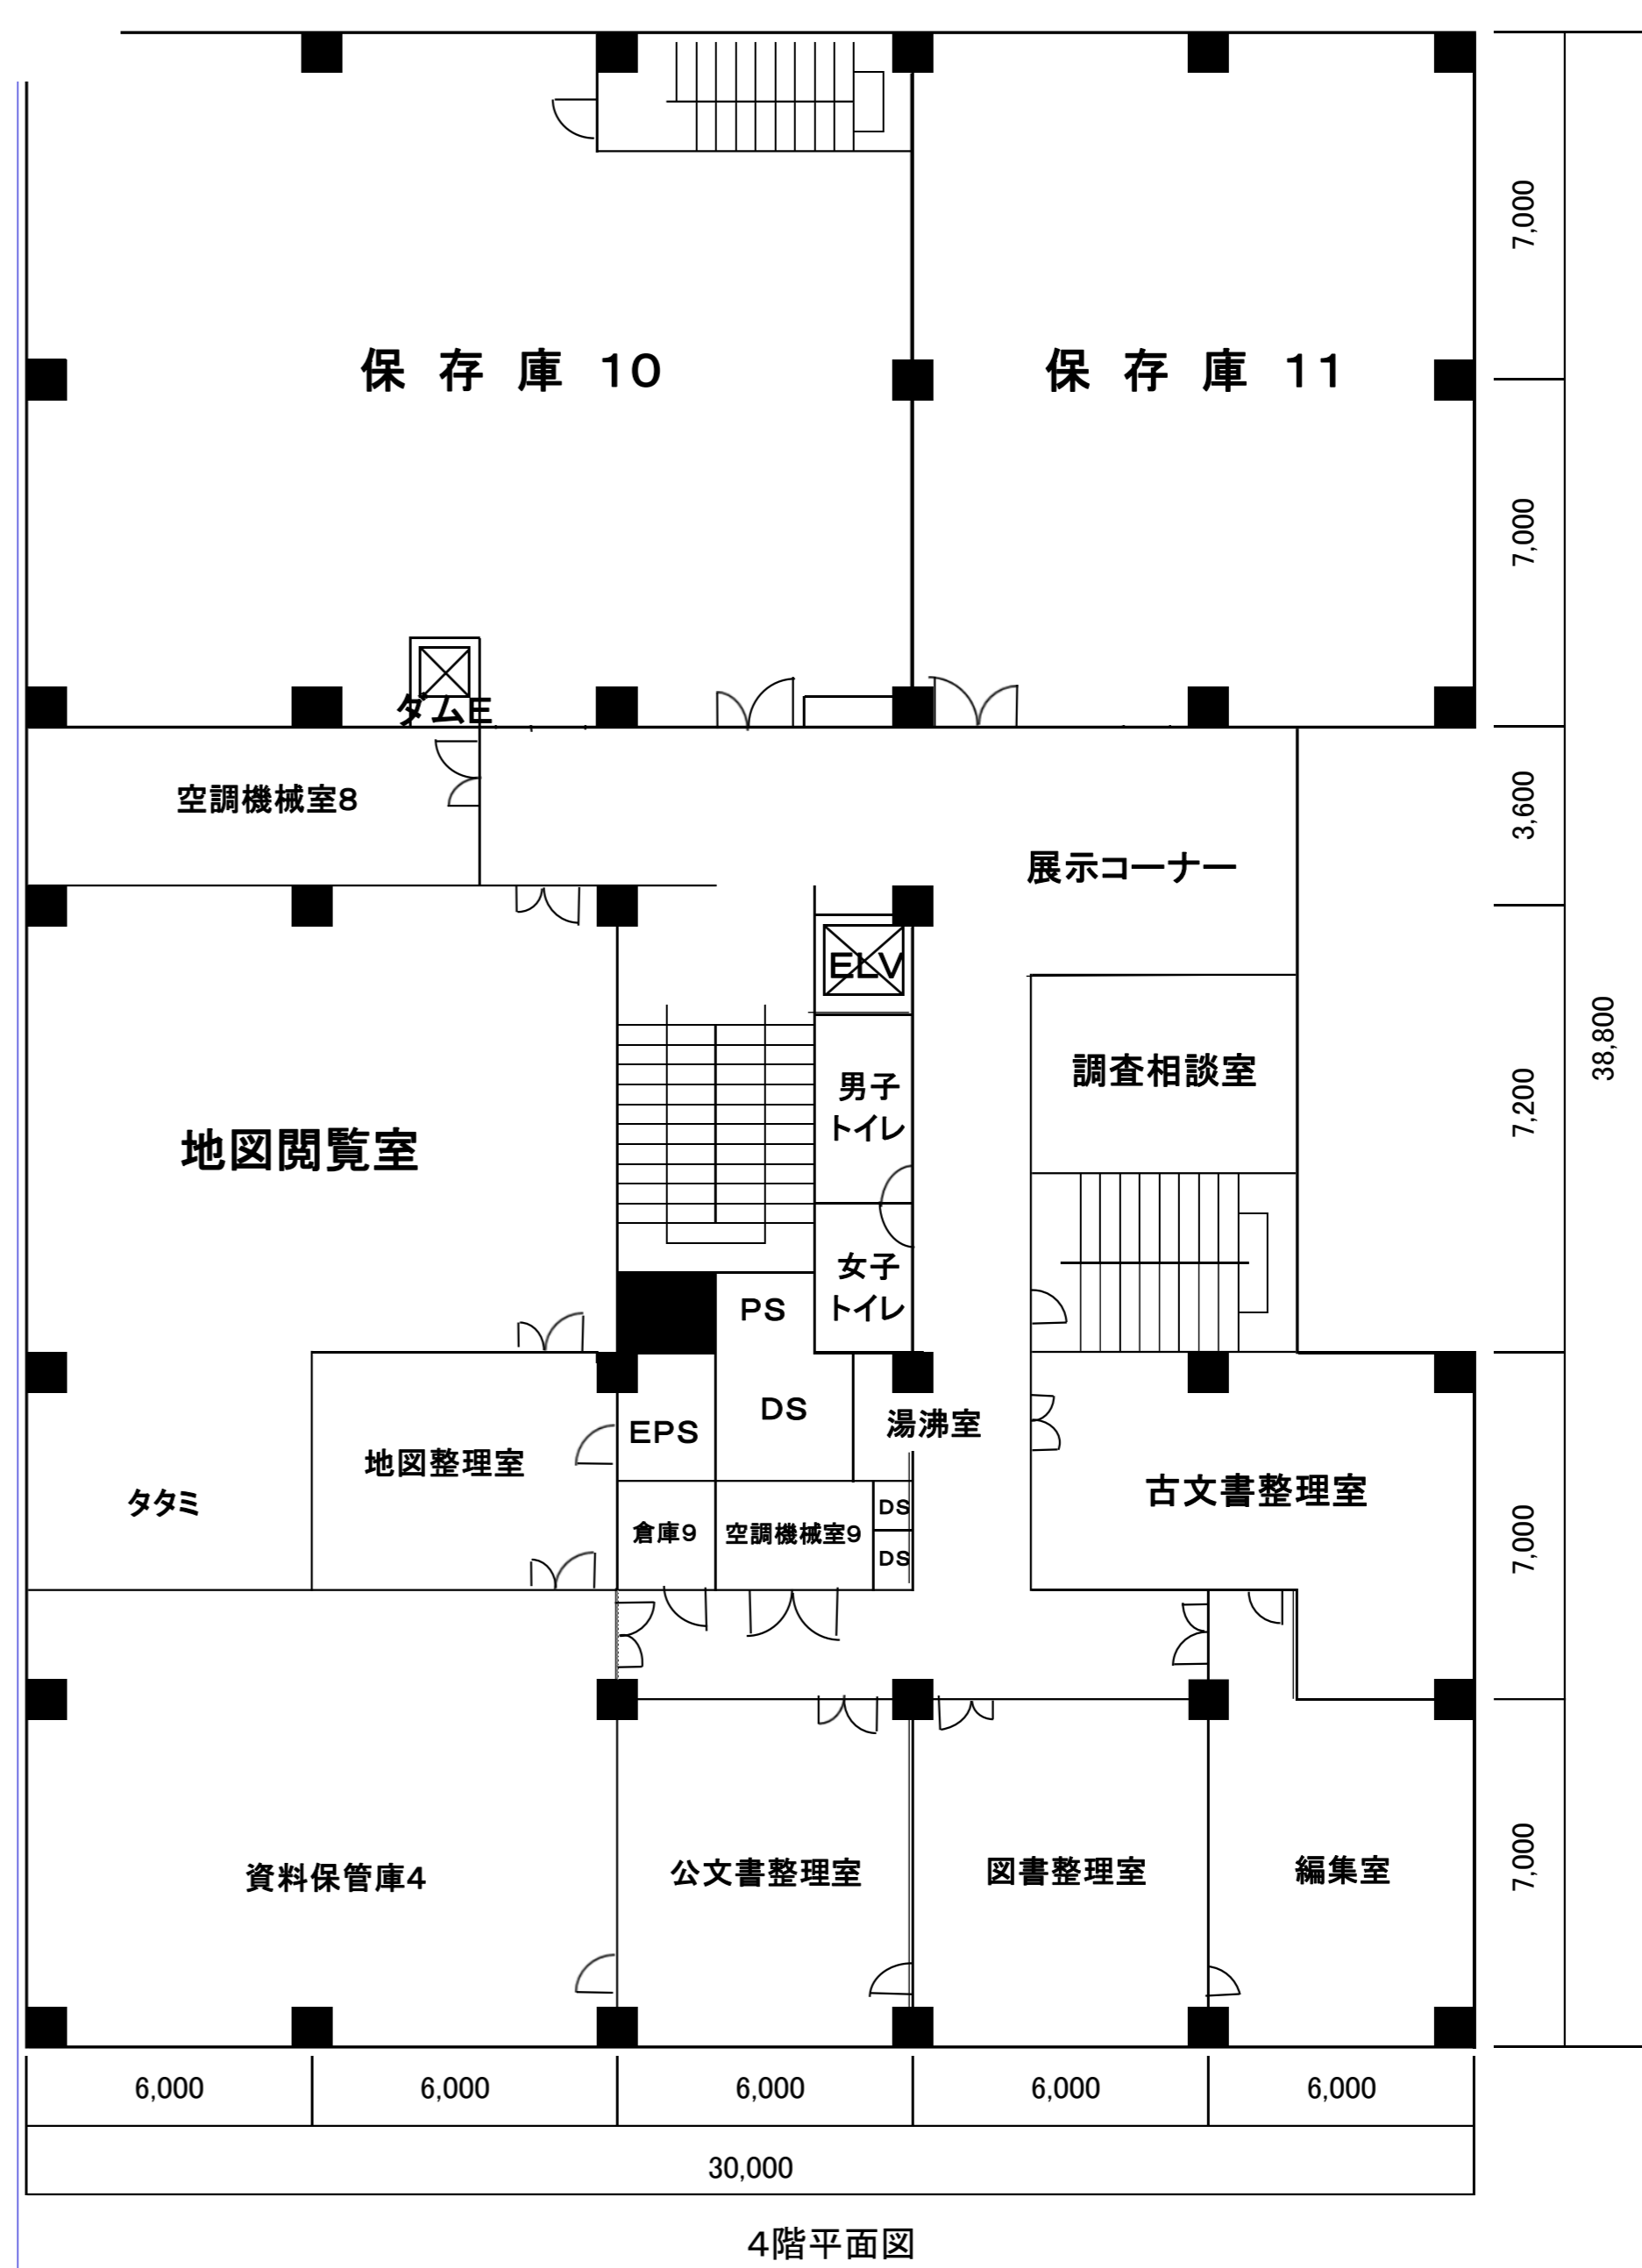 7,000
保 存 庫 10
保 存 庫 11
7,000
ダムE
空調機械室8
3,600
展示コーナー
ELV
38,800
調査相談室
男子
トイレ
7,200
地図閲覧室
女子
トイレ
PS
DS
湯沸室
EPS
地図整理室
古文書整理室
タタミ
DS
倉庫9
空調機械室9
DS
7,000
資料保管庫4
公文書整理室
図書整理室
編集室
7,000
6,000
6,000
6,000
6,000
6,000
30,000
4階平面図